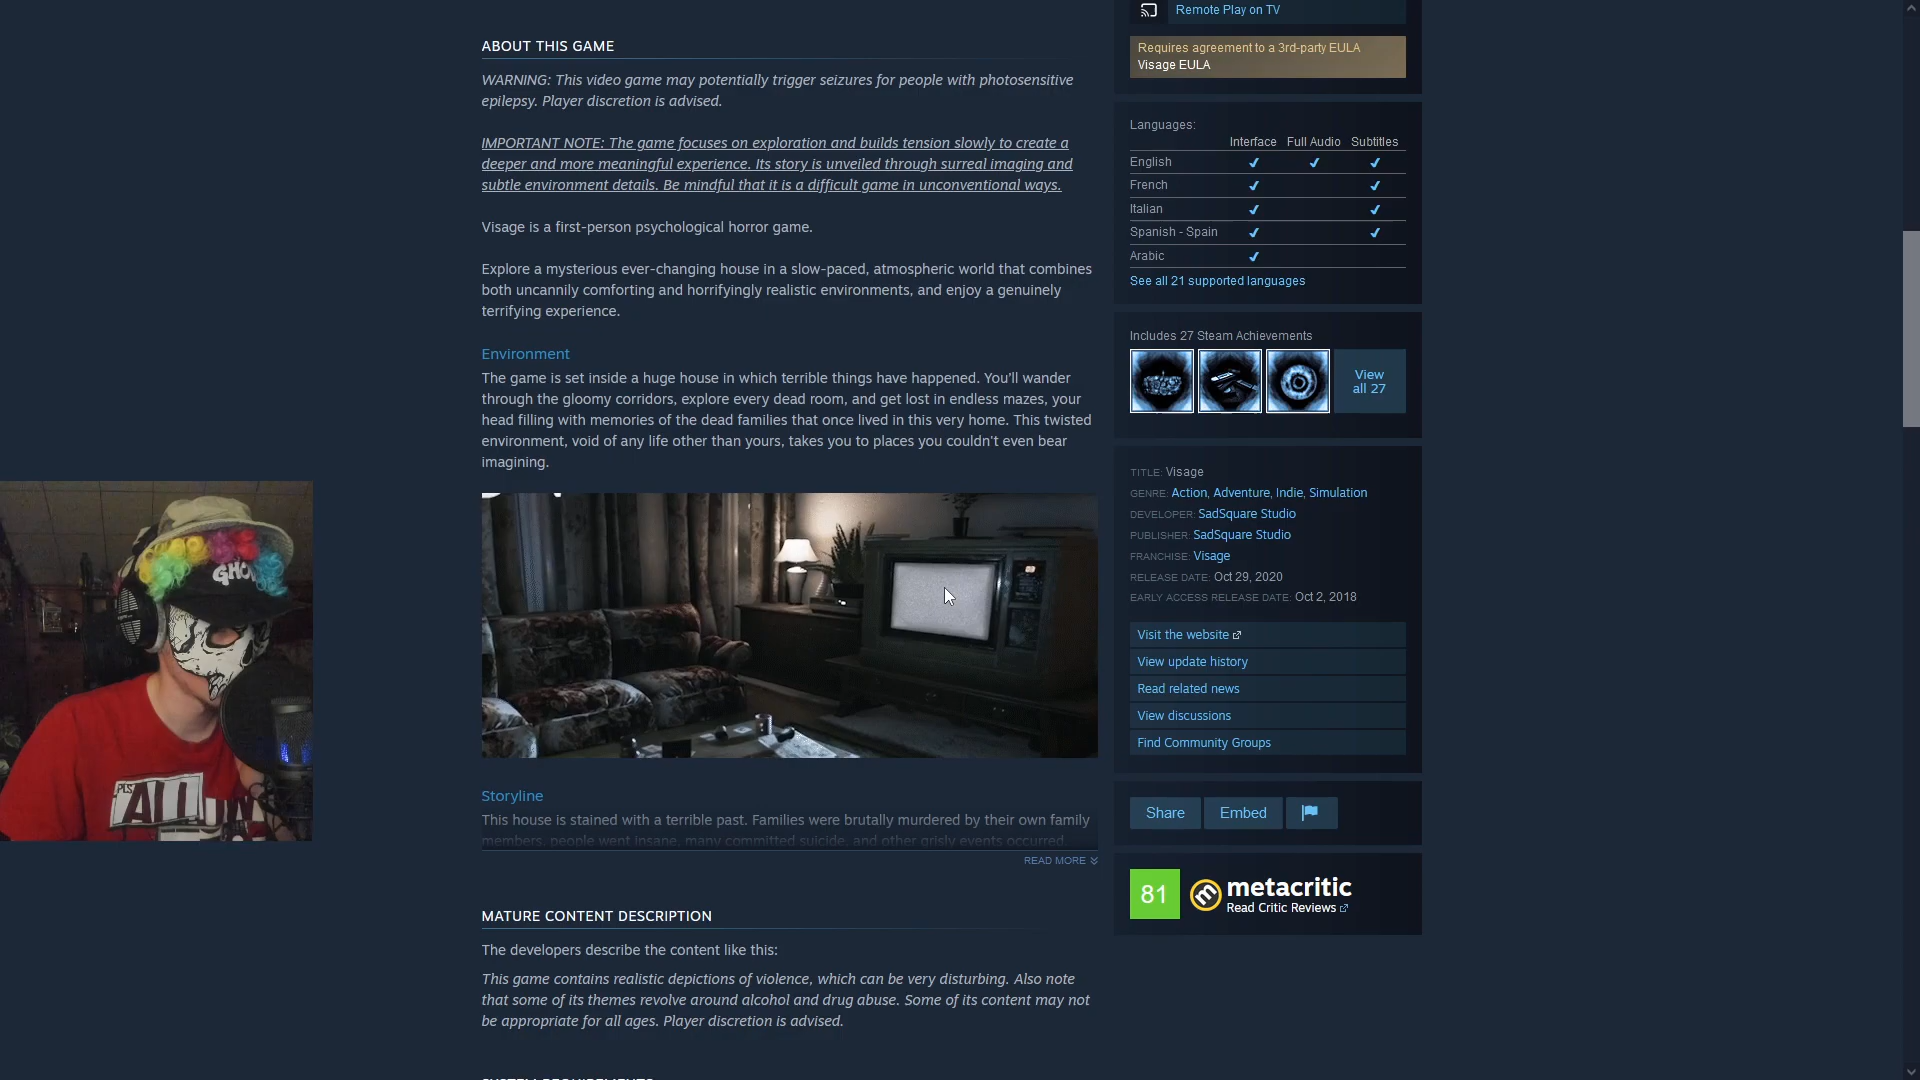 Remote Play on TV
Requires agreement to a 3rd-party EULA
Visage EULA
ABOUT THIS GAME
WARNING: This video game may potentially trigger seizures for people with photosensitive
epilepsy. Player discretion is advised.
IMPORTANT NOTE: The game focuses on exploration and builds tension slowly to create a
deeper and more meaningful experience. Its story is unveiled through surreal imaging and
subtle environment details. Be mindful that it is a difficult game in unconventional ways.
Visage is a first-person psychological horror game.
Explore a mysterious ever-changing house in a slow-paced, atmospheric world that combines
both uncannily comforting and horrifyingly realistic environments, and enjoy a genuinely
terrifying experience.
Environment
The game is set inside a huge house in which terrible things have happened. You'll wander
through the gloomy corridors, explore every dead room, and get lost in endless mazes, your
head filling with memories of the dead families that once lived in this very home. This twisted
environment, void of any life other than yours, takes you to places you couldn't even bear
imagining.
Storyline
This house is stained with a terrible past. Families were brutally murdered by their own family
members, people went insane, many committed suicide, and other grisly events occurred.
READ MORE
MATURE CONTENT DESCRIPTION
The developers describe the content like this:
This game contains realistic depictions of violence, which can be very disturbing. Also note
that some of its themes revolve around alcohol and drug abuse. Some of its content may not
be appropriate for all ages. Player discretion is advised.
SYSTEM REQUIREMENTS
Languages:
Interface Full Audio Subtitles
English ✔ ✔ ✔
French ✔ ✔
Italian ✔ ✔
Spanish - Spain ✔ ✔
Arabic ✔
See all 21 supported languages
Includes 27 Steam Achievements
View
all 27
TITLE: Visage
GENRE: Action, Adventure, Indie, Simulation
DEVELOPER: SadSquare Studio
PUBLISHER: SadSquare Studio
FRANCHISE: Visage
RELEASE DATE: Oct 29, 2020
EARLY ACCESS RELEASE DATE: Oct 2, 2018
Visit the website
View update history
Read related news
View discussions
Find Community Groups
Share Embed
81 metacritic
Read Critic Reviews